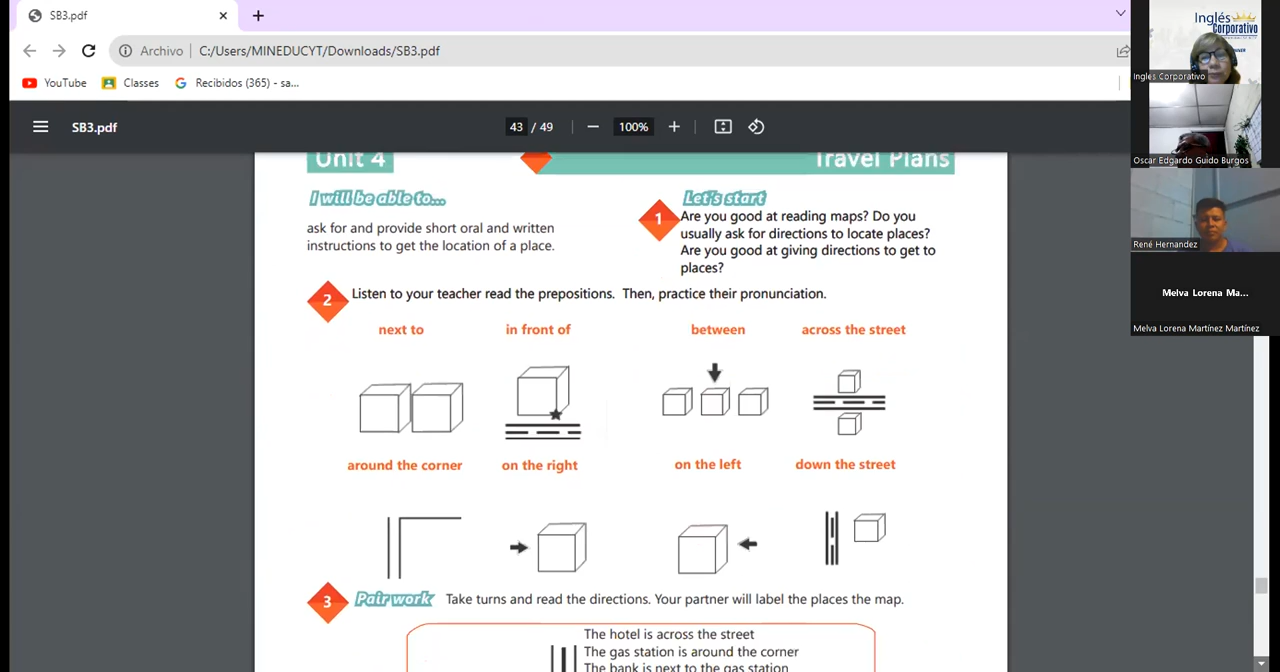 SB3.pdf
Archivo
C:/Users/MINEDUCYT/Downloads/SB3.pdf
YouTube
Classes
Recibidos (365) - sa...
SB3.pdf
43 / 49
100%
Unit 4
Travel Plans
I will be able to...
ask for and provide short oral and written
instructions to get the location of a place.
1
Let's start
Are you good at reading maps? Do you
usually ask for directions to locate places?
Are you good at giving directions to get to
places?
2
Listen to your teacher read the prepositions. Then, practice their pronunciation.
next to
in front of
between
across the street
around the corner
on the right
on the left
down the street
3
Pair work
Take turns and read the directions. Your partner will label the places the map.
The hotel is across the street
The gas station is around the corner
The bank is next to the gas station
Inglés
Corporativo
Ingles Corporativo
Oscar Edgardo Guido Burgos
René Hernandez
Melva Lorena Ma...
Melva Lorena Martínez Martínez